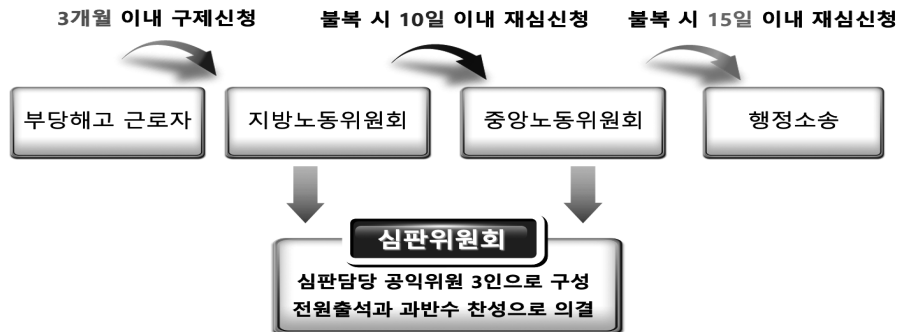 3개월 이내 구제신청
불복 시 10일 이내 재심신청
불복 시 15일 이내 재심신청
부당해고 근로자
지방노동위원회
중앙노동위원회
행정소송
심판위원회
심판담당 공익위원 3인으로 구성
전원출석과 과반수 찬성으로 의결